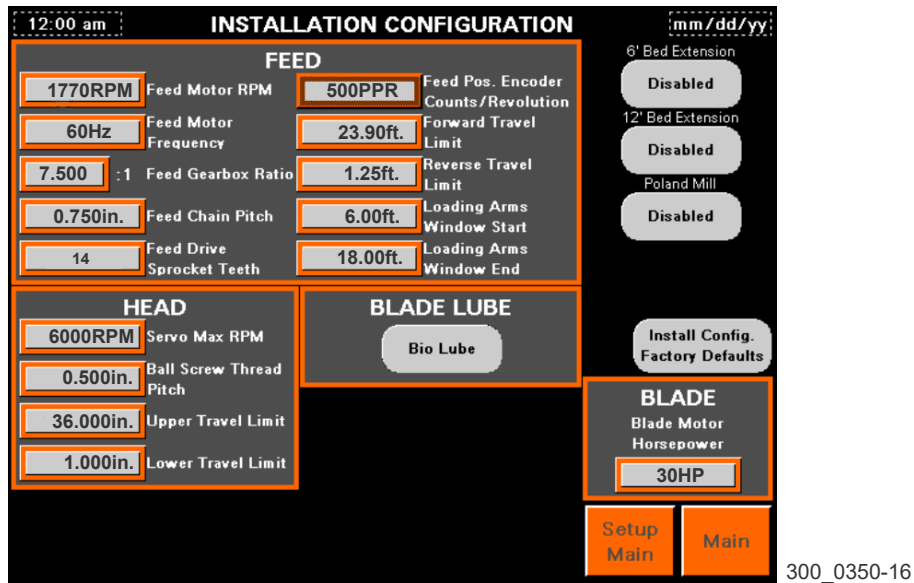 12:00 am INSTALLATION CONFIGURATION mm/dd/yy
FEED
1770RPM Feed Motor RPM
60Hz Feed Motor
Frequency
7.500 :1 Feed Gearbox Ratio
0.750in. Feed Chain Pitch
14 Feed Drive
Sprocket Teeth
500PPR Feed Pos. Encoder
Counts/Revolution
23.90ft. Forward Travel
Limit
1.25ft. Reverse Travel
Limit
6.00ft. Loading Arms
Window Start
18.00ft. Loading Arms
Window End
6' Bed Extension
Disabled
12' Bed Extension
Disabled
Poland Mill
Disabled
HEAD
6000RPM Servo Max RPM
0.500in. Ball Screw Thread
Pitch
36.000in. Upper Travel Limit
1.000in. Lower Travel Limit
BLADE LUBE
Bio Lube
Install Config.
Factory Defaults
BLADE
Blade Motor
Horsepower
30HP
Setup
Main
Main
300_0350-16